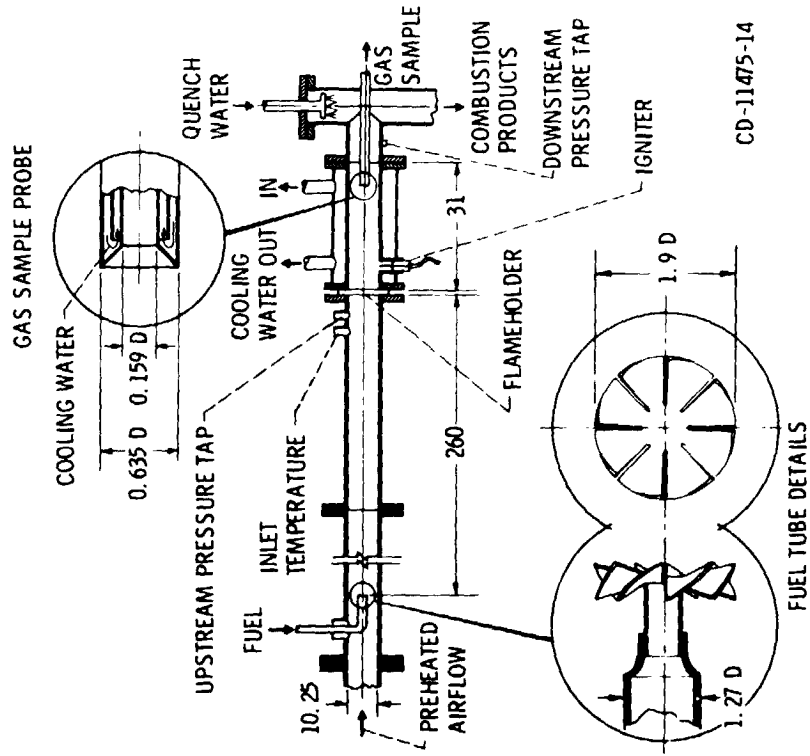 GAS SAMPLE PROBE
COOLING WATER
0.635 D
0.159 D
QUENCH
WATER
COOLING
WATER OUT
IN
GAS
SAMPLE
UPSTREAM PRESSURE TAP
INLET
TEMPERATURE
FUEL
10.25
PREHEATED
AIRFLOW
260
31
FLAMEHOLDER
COMBUSTION
PRODUCTS
DOWNSTREAM
PRESSURE TAP
IGNITER
1.27 D
1.9 D
FUEL TUBE DETAILS
CD-11475-14